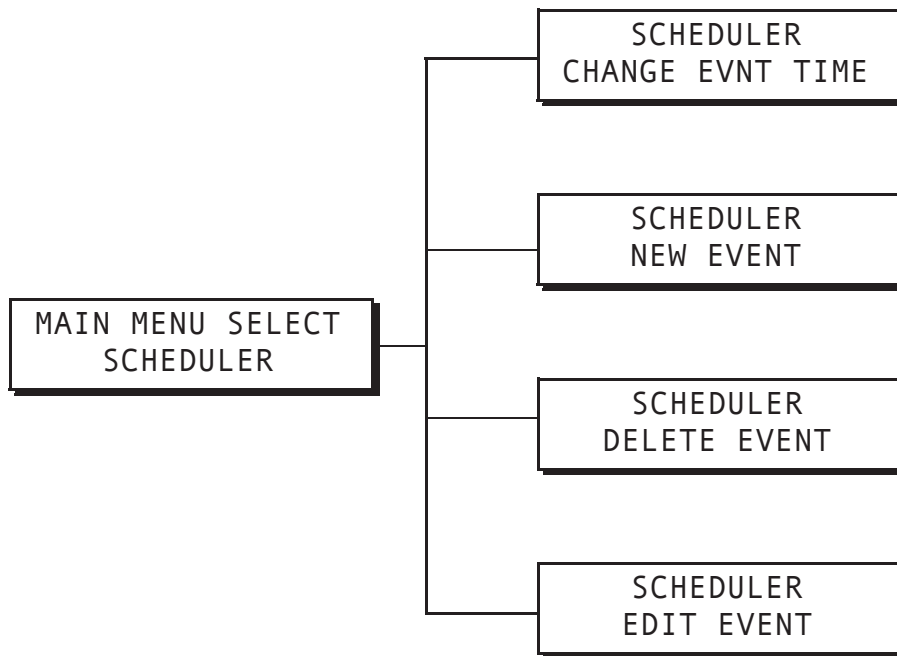 SCHEDULER
CHANGE EVNT TIME
SCHEDULER
NEW EVENT
MAIN MENU SELECT
SCHEDULER
SCHEDULER
DELETE EVENT
SCHEDULER
EDIT EVENT